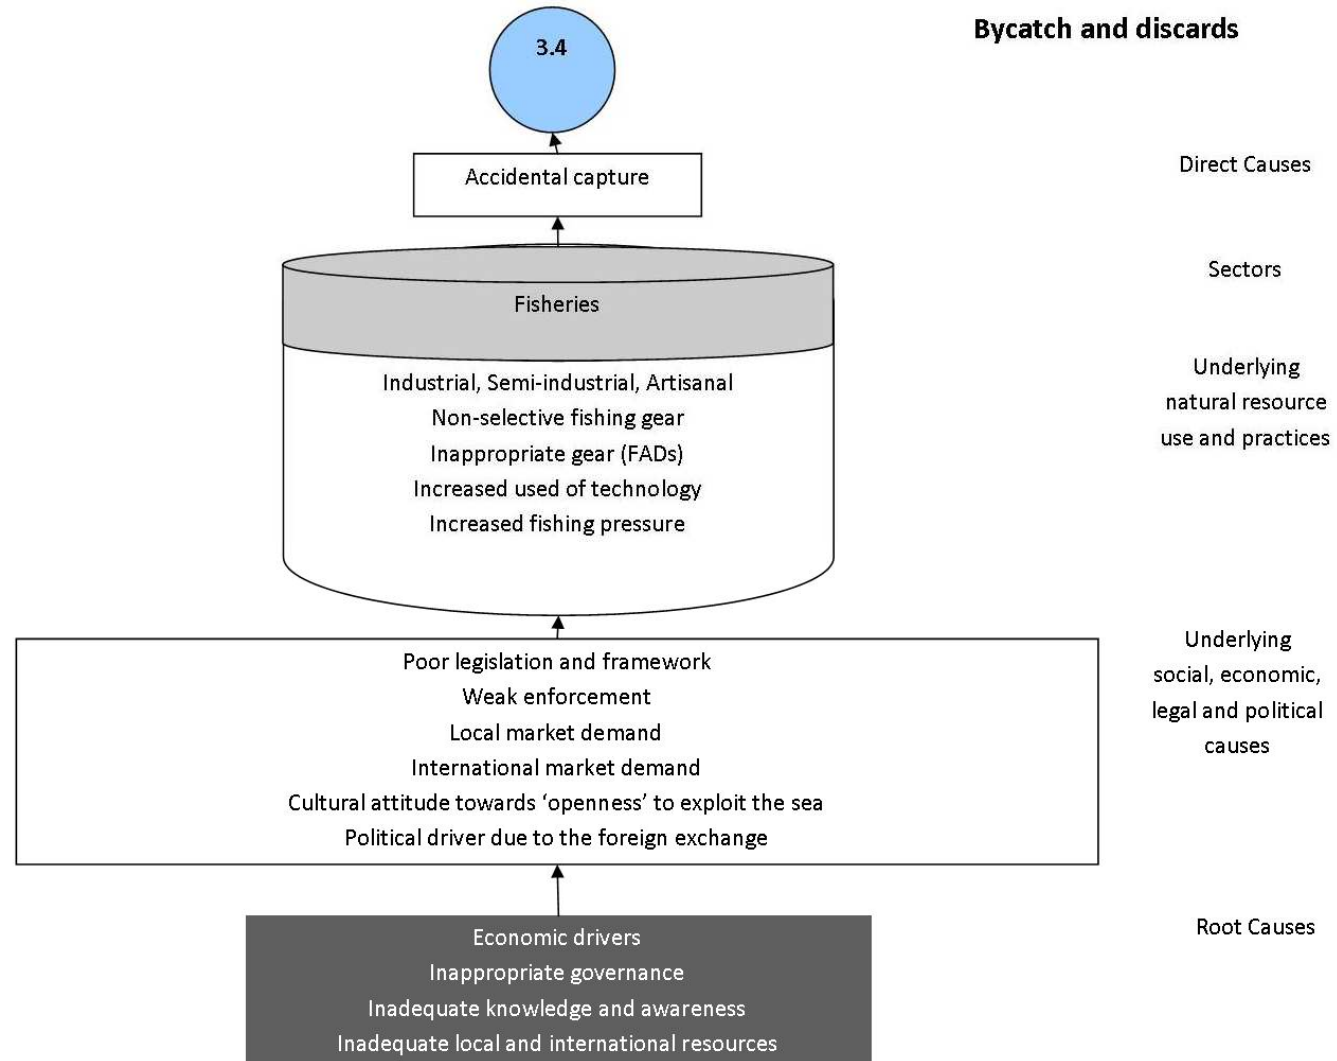 Bycatch and discards
3.4
Direct Causes
Accidental capture
Sectors
Fisheries
Underlying
natural resource
use and practices
Industrial, Semi-industrial, Artisanal
Non-selective fishing gear
Inappropriate gear (FADs)
Increased used of technology
Increased fishing pressure
Underlying
social, economic,
legal and political
causes
Poor legislation and framework
Weak enforcement
Local market demand
International market demand
Cultural attitude towards ‘openness’ to exploit the sea
Political driver due to the foreign exchange
Root Causes
Economic drivers
Inappropriate governance
Inadequate knowledge and awareness
Inadequate local and international resources